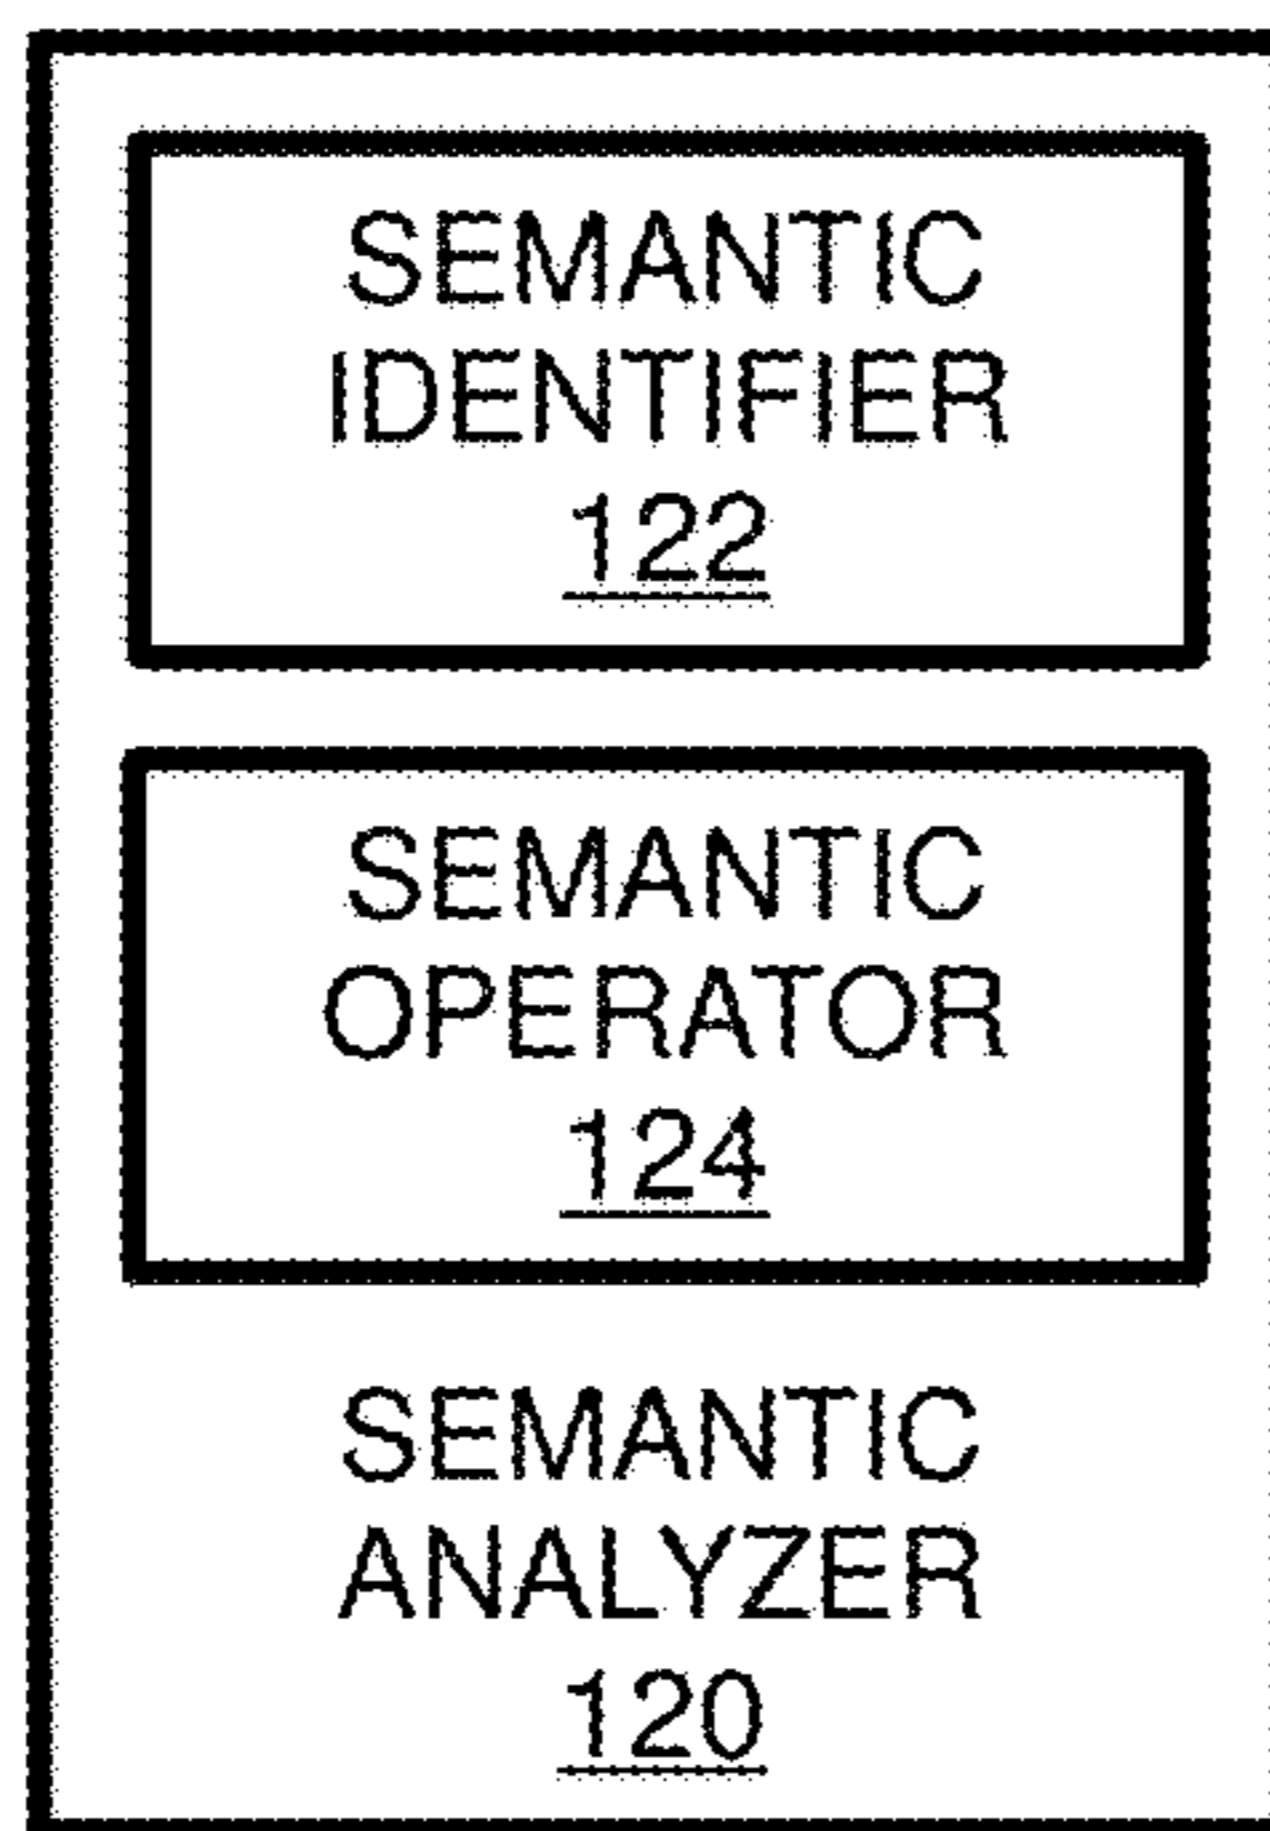 SEMANTIC
IDENTIFIER
122
SEMANTIC
OPERATOR
124
SEMANTIC
ANALYZER
120